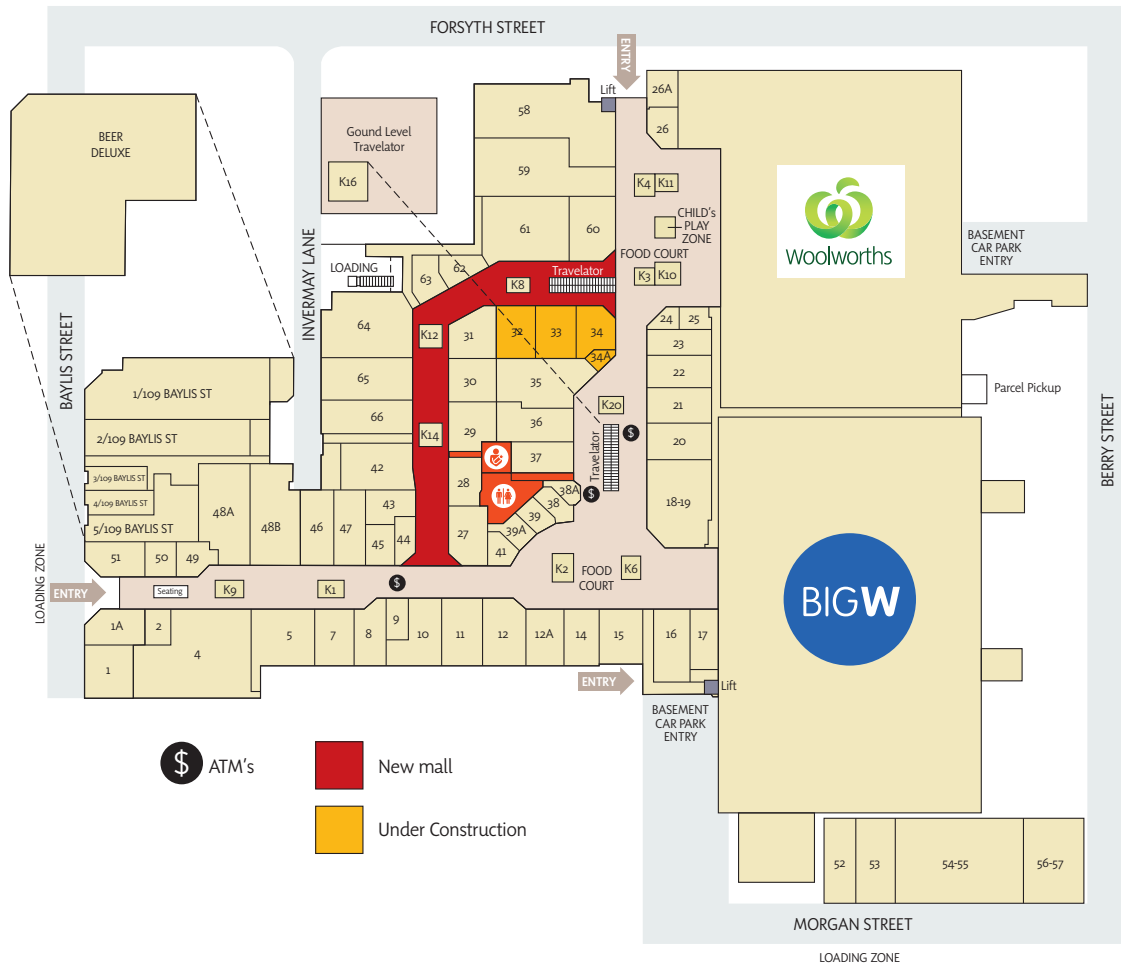 FORSYTH STREET
ENTRY
Lift
26A
26
58
BEER
DELUXE
Gound Level
Travelator
K16
59
K4
K11
CHILD's
PLAY
ZONE
Woolworths
BASEMENT
CAR PARK
ENTRY
61
60
FOOD COURT
K3
K10
INVERMAY LANE
LOADING
63
62
Travelator
K8
BAYLIS STREET
64
K12
31
32
33
34
34A
24
25
23
22
21
20
18-19
Parcel Pickup
BERRY STREET
1/109 BAYLIS ST
65
30
35
K20
2/109 BAYLIS ST
66
K14
29
36
$
Travelator
3/109 BAYLIS ST
4/109 BAYLIS ST
5/109 BAYLIS ST
48A
48B
42
28
37
38A
$
46
47
43
45
44
27
38
39
39A
41
51
50
49
LOADING ZONE
ENTRY
Seating
K9
K1
$
K2
FOOD
COURT
K6
BIGW
1A
2
1
4
5
7
8
9
10
11
12
12A
14
15
16
17
ENTRY
Lift
BASEMENT
CAR PARK
ENTRY
$
ATM's
New mall
Under Construction
52
53
54-55
56-57
MORGAN STREET
LOADING ZONE